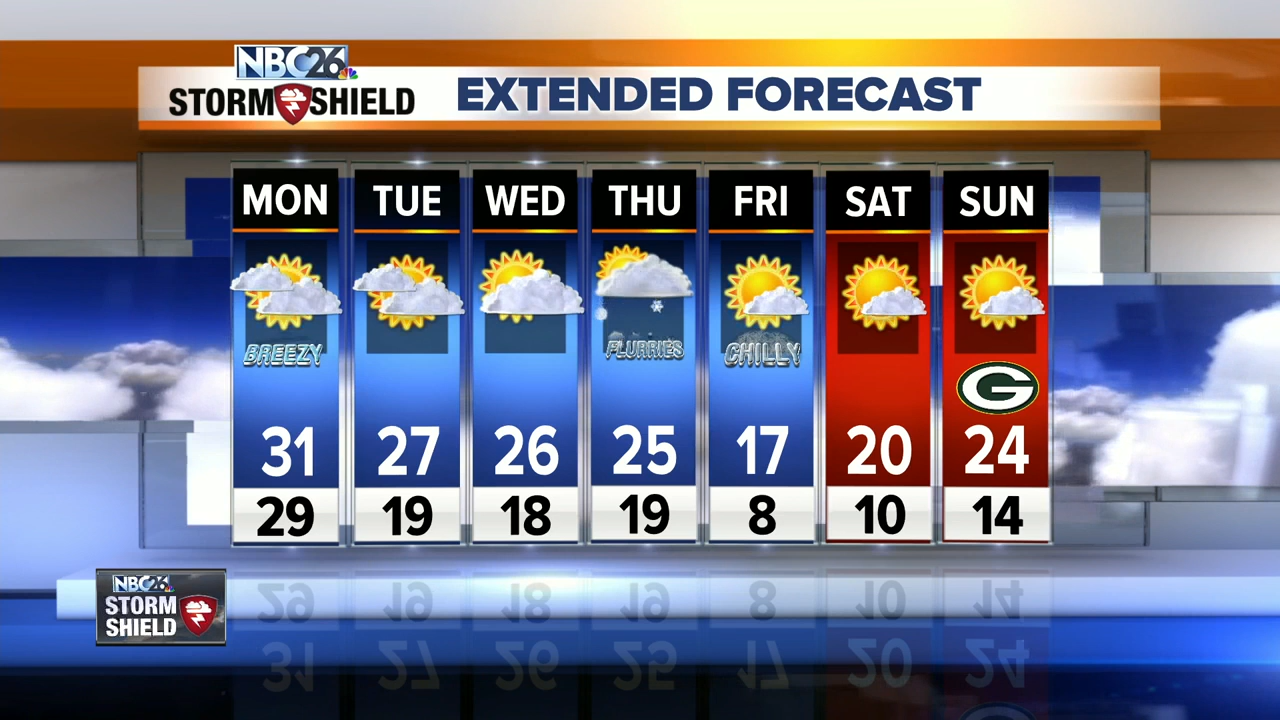 NBC26
STORM SHIELD
EXTENDED FORECAST
MON TUE WED THU FRI SAT SUN
BREEZY FLURRIES CHILLY
G
31 27 26 25 17 20 24
29 19 18 19 8 10 14
NBC26
STORM
SHIELD